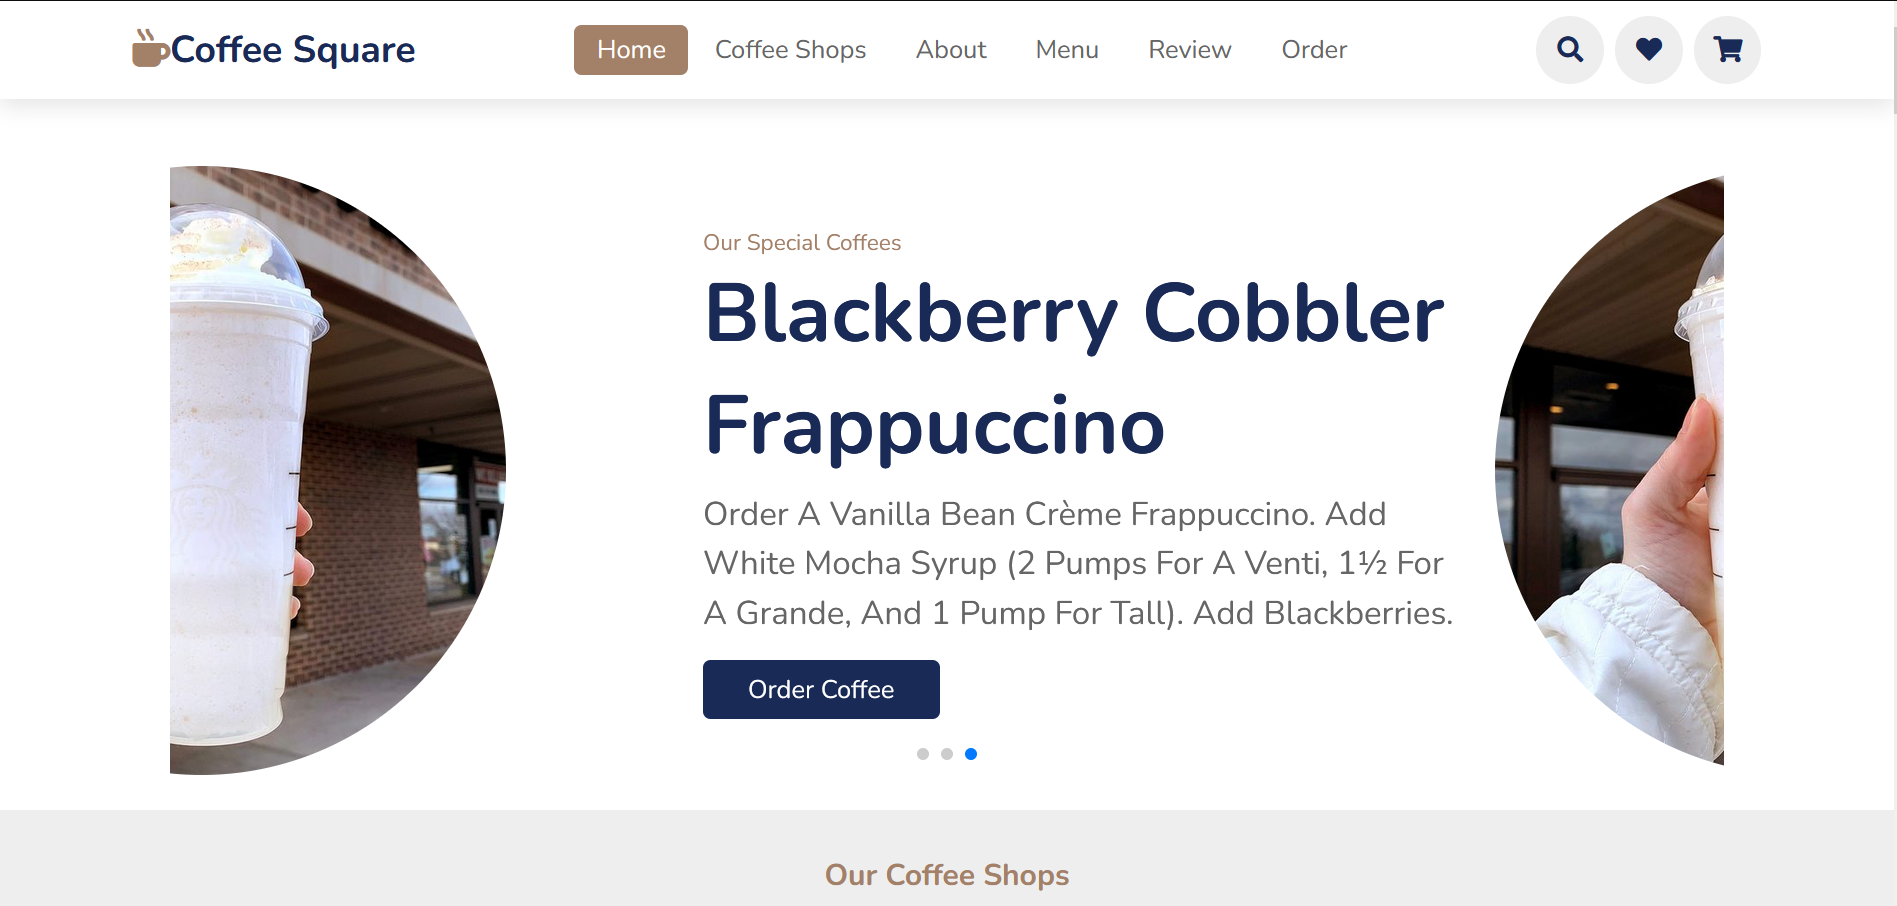 Coffee Square
Home
Coffee Shops
About
Menu
Review
Order
Our Special Coffees
Blackberry Cobbler
Frappuccino
Order A Vanilla Bean Crème Frappuccino. Add
White Mocha Syrup (2 Pumps For A Venti, 1½ For
A Grande, And 1 Pump For Tall). Add Blackberries.
Order Coffee
Our Coffee Shops